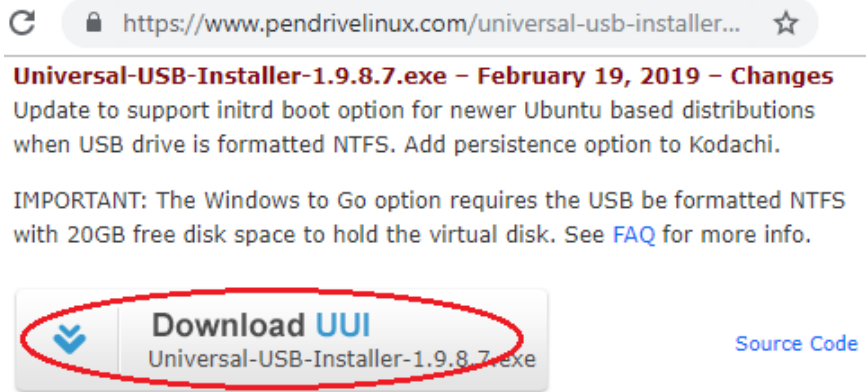 https://www.pendrivelinux.com/universal-usb-installer...
Universal-USB-Installer-1.9.8.7.exe – February 19, 2019 – Changes
Update to support initrd boot option for newer Ubuntu based distributions
when USB drive is formatted NTFS. Add persistence option to Kodachi.
IMPORTANT: The Windows to Go option requires the USB be formatted NTFS
with 20GB free disk space to hold the virtual disk. See FAQ for more info.
Download UUI
Universal-USB-Installer-1.9.8.7.exe
Source Code